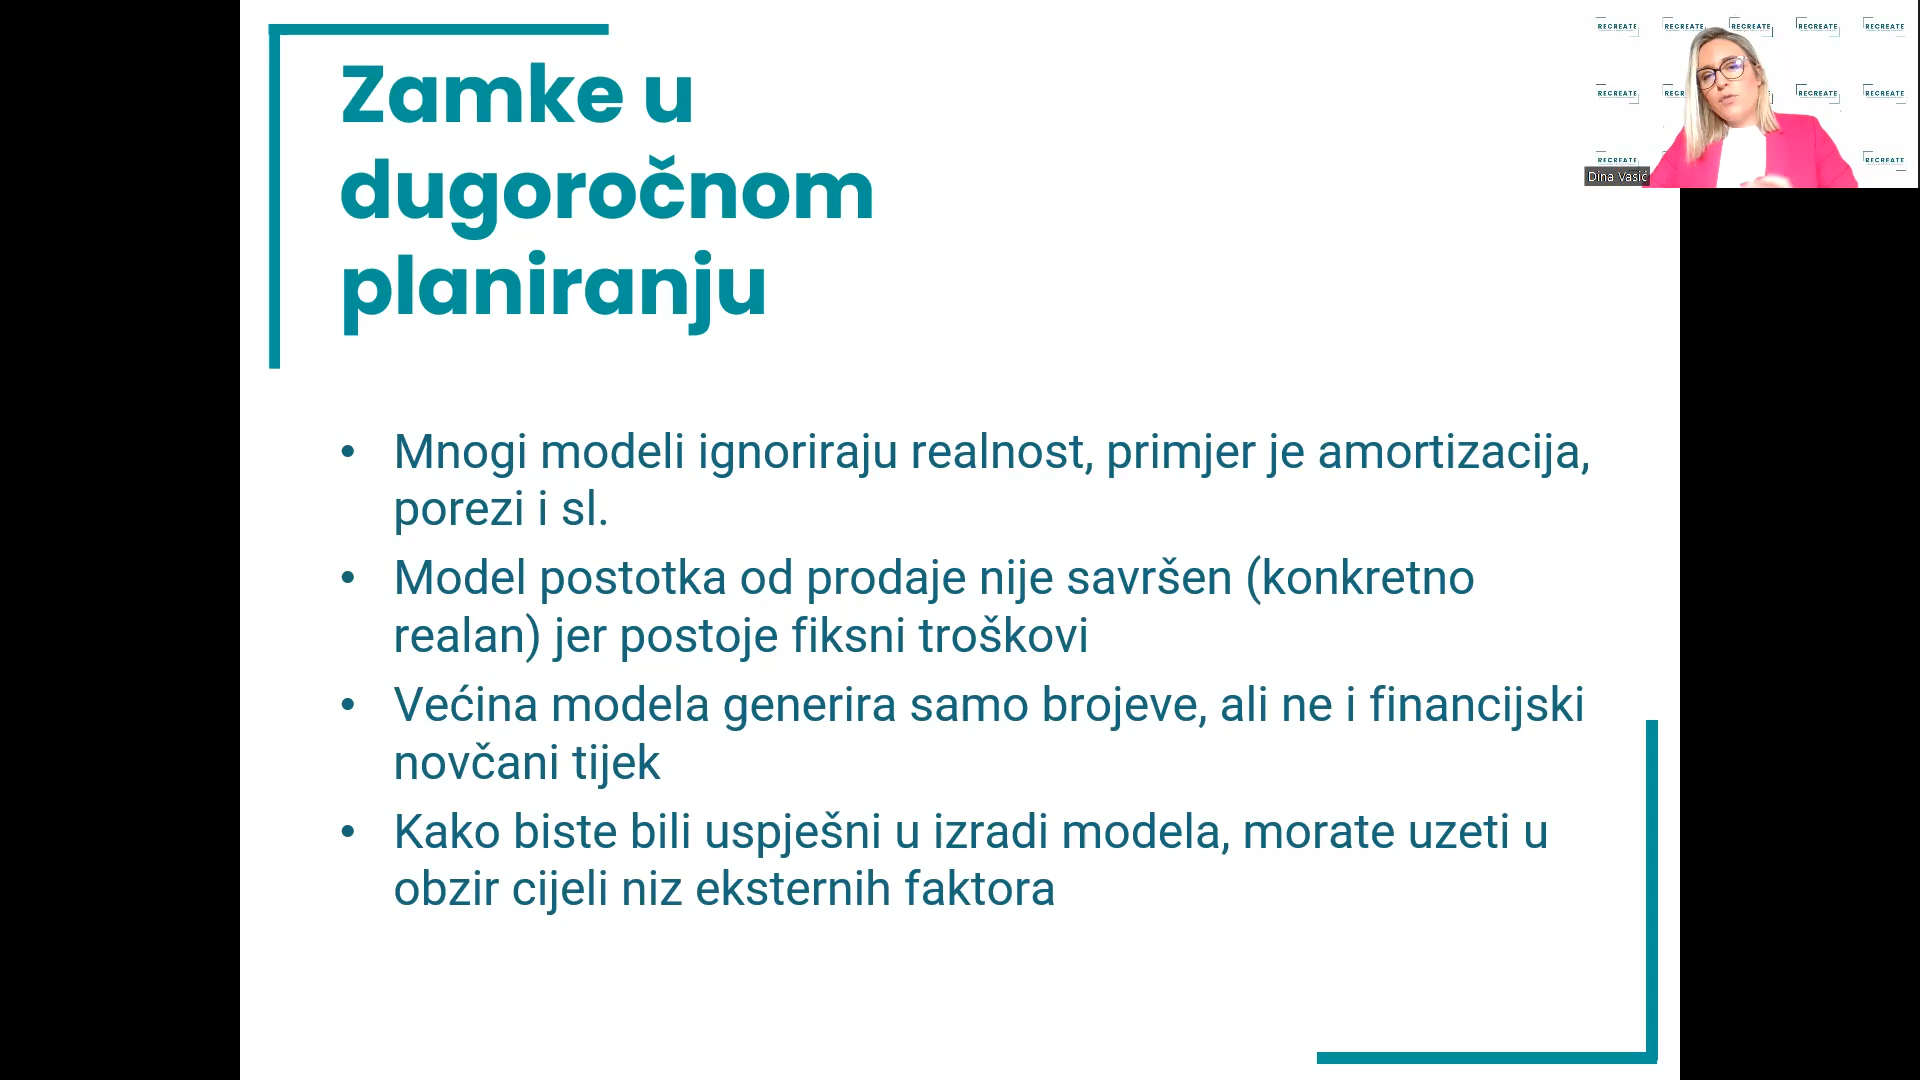 Zamke u
dugoročnom
planiranju
• Mnogi modeli ignoriraju realnost, primjer je amortizacija,
porezi i sl.
• Model postotka od prodaje nije savršen (konkretno
realan) jer postoje fiksni troškovi
• Većina modela generira samo brojeve, ali ne i financijski
novčani tijek
• Kako biste bili uspješni u izradi modela, morate uzeti u
obzir cijeli niz eksternih faktora
RECREATE RECREATE RECREATE RECREATE RECREATE
RECREATE RECR RECREATE RECREATE
RECREATE RECREATE
Dina Vasić